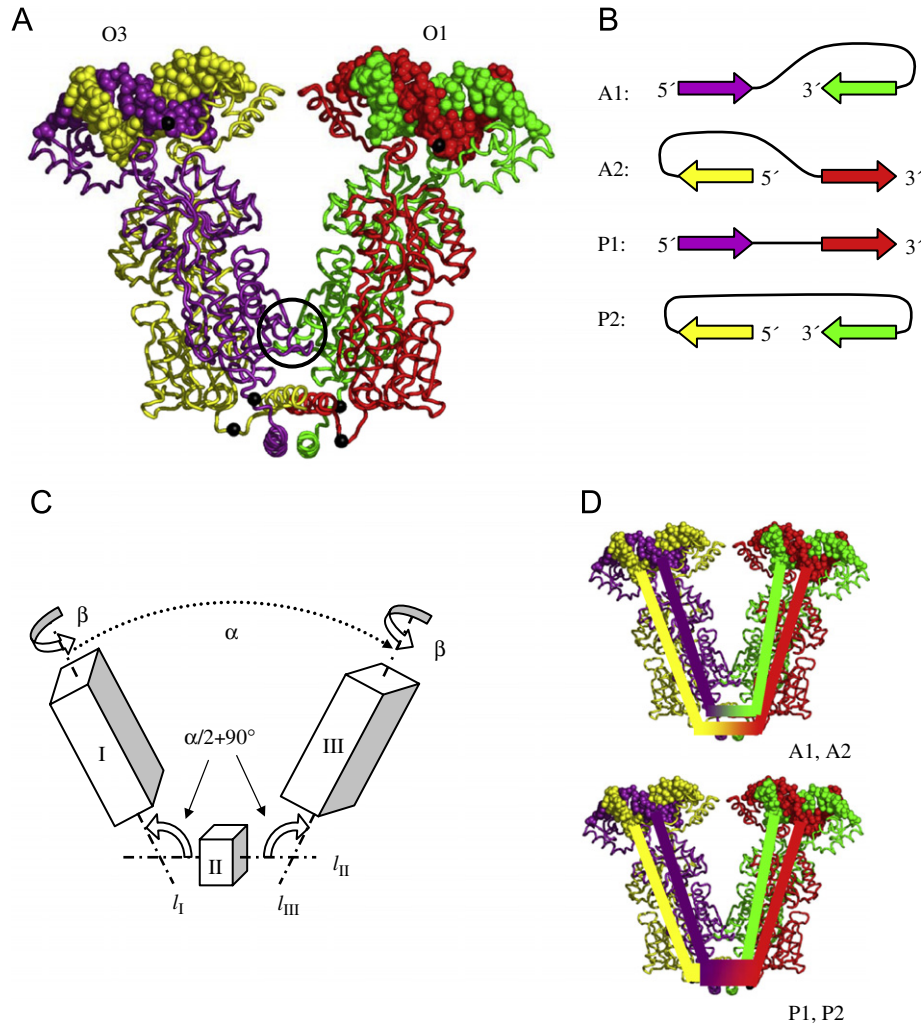 A
O3 O1
B
A1: 5´ 3´
A2: 5´ 3´
P1: 5´ 3´
P2: 5´ 3´
C
β α β
I α/2+90° III
II
lI lIII lII
D
A1, A2
P1, P2